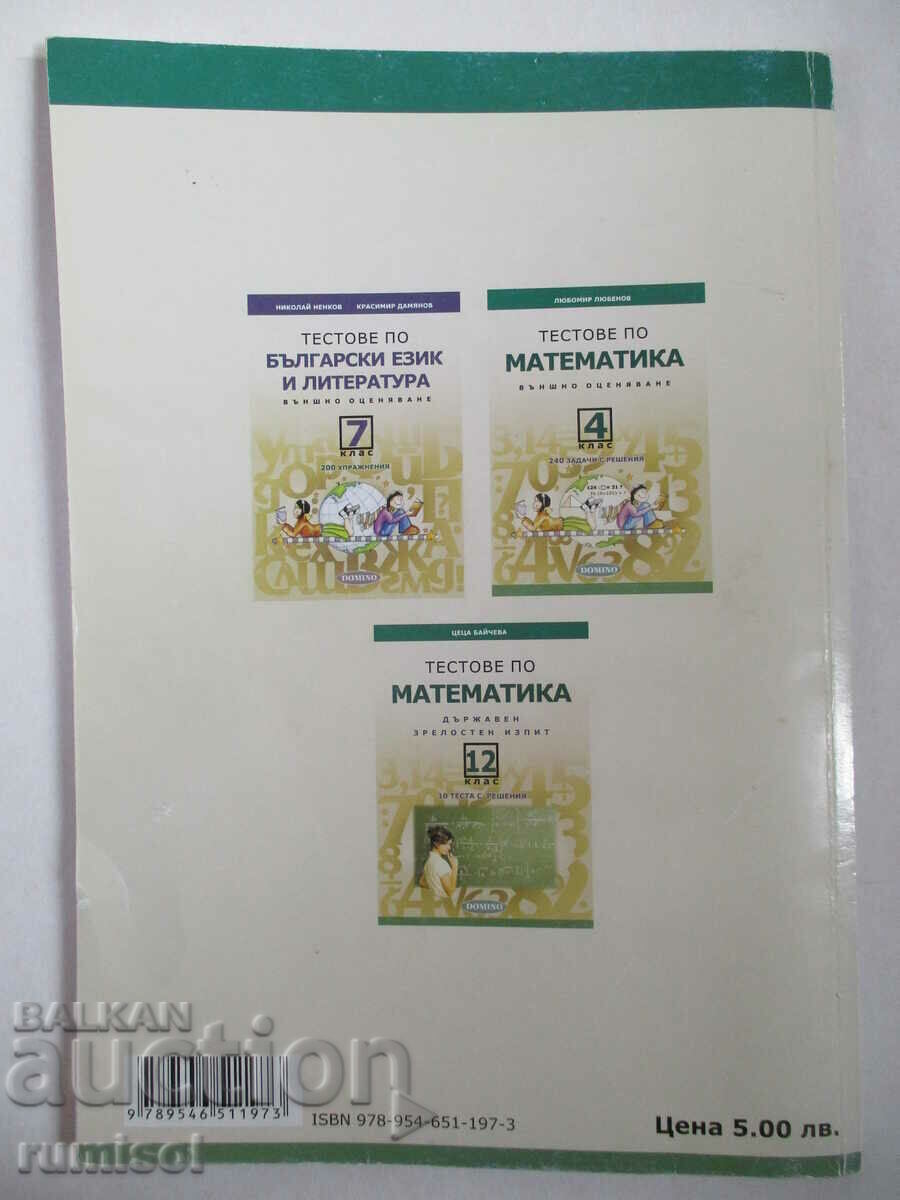 НИКОЛАЙ НЕНКОВ КРАСИМИР ДАМЯНОВ
ТЕСТОВЕ ПО
БЪЛГАРСКИ ЕЗИК
И ЛИТЕРАТУРА
ВЪНШНО ОЦЕНЯВАНЕ
7
клас
200 УПРАЖНЕНИЯ
DOMINO
ЛЮБОМИР ЛЮБЕНОВ
ТЕСТОВЕ ПО
МАТЕМАТИКА
ВЪНШНО ОЦЕНЯВАНЕ
4
клас
240 ЗАДАЧИ С РЕШЕНИЯ
DOMINO
ЦЕЦА БАЙЧЕВА
ТЕСТОВЕ ПО
МАТЕМАТИКА
ДЪРЖАВЕН
ЗРЕЛОСТЕН ИЗПИТ
12
клас
10 ТЕСТА С РЕШЕНИЯ
DOMINO
BALKAN
auction
9 789546 511973
ISBN 978-954-651-197-3
Цена 5.00 лв.
rumisol